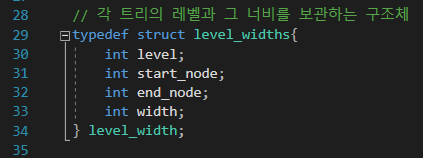 28 // 각 트리의 레벨과 그 너비를 보관하는 구조체
29 typedef struct level_widths{
30 int level;
31 int start_node;
32 int end_node;
33 int width;
34 } level_width;
35